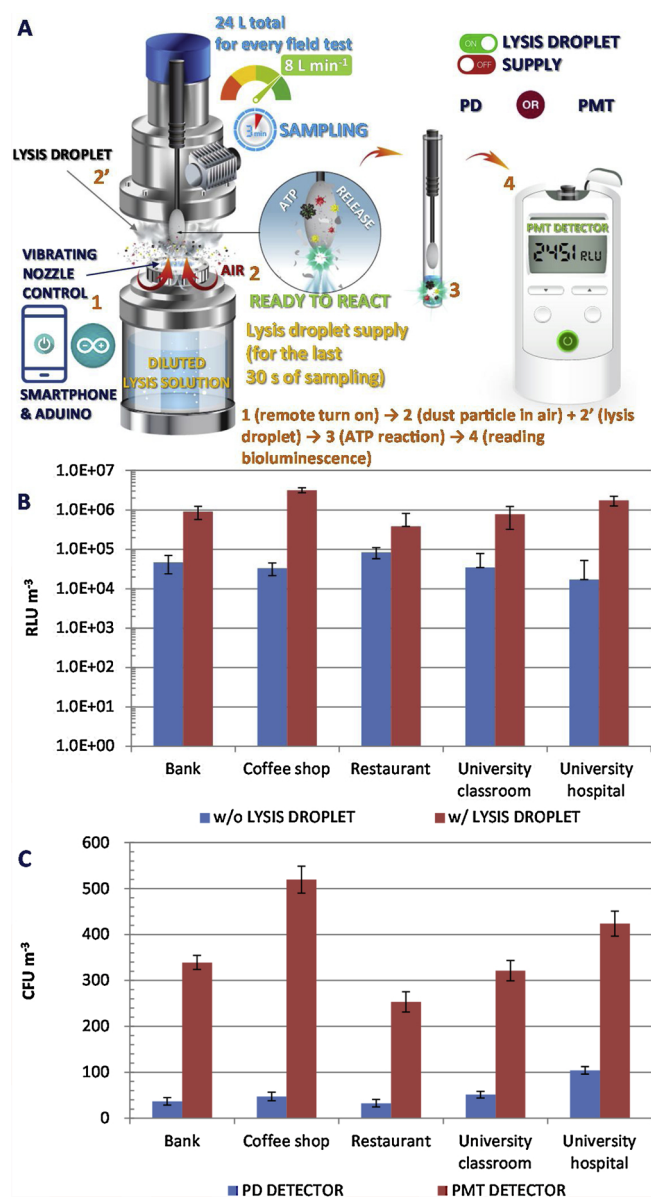 A
24 L total
for every field test
8 L min⁻¹
3 min
SAMPLING
ON
LYSIS DROPLET
OFF
SUPPLY
PD
OR
PMT
LYSIS DROPLET
2’
ATP
RELEASE
4
PMT DETECTOR
2451 RLU
VIBRATING
NOZZLE
CONTROL
1
AIR
2
3
READY TO REACT
Lysis droplet supply
(for the last
30 s of sampling)
DILUTED
LYSIS SOLUTION
SMARTPHONE
& ADUINO
1 (remote turn on) → 2 (dust particle in air) + 2’ (lysis
droplet) → 3 (ATP reaction) → 4 (reading
bioluminescence)
B
RLU m⁻³
1.0E+07
1.0E+06
1.0E+05
1.0E+04
1.0E+03
1.0E+02
1.0E+01
1.0E+00
Bank
Coffee shop
Restaurant
University
classroom
University
hospital
w/o LYSIS DROPLET
w/ LYSIS DROPLET
C
CFU m⁻³
600
500
400
300
200
100
0
Bank
Coffee shop
Restaurant
University
classroom
University
hospital
PD DETECTOR
PMT DETECTOR